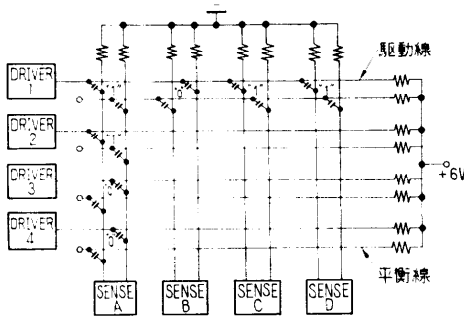 駆動線
DRIVER
1
"1"
"0"
"1"
"1"
DRIVER
2
"1"
DRIVER
3
"0"
+6V
DRIVER
4
"0"
平衡線
SENSE
A
SENSE
B
SENSE
C
SENSE
D